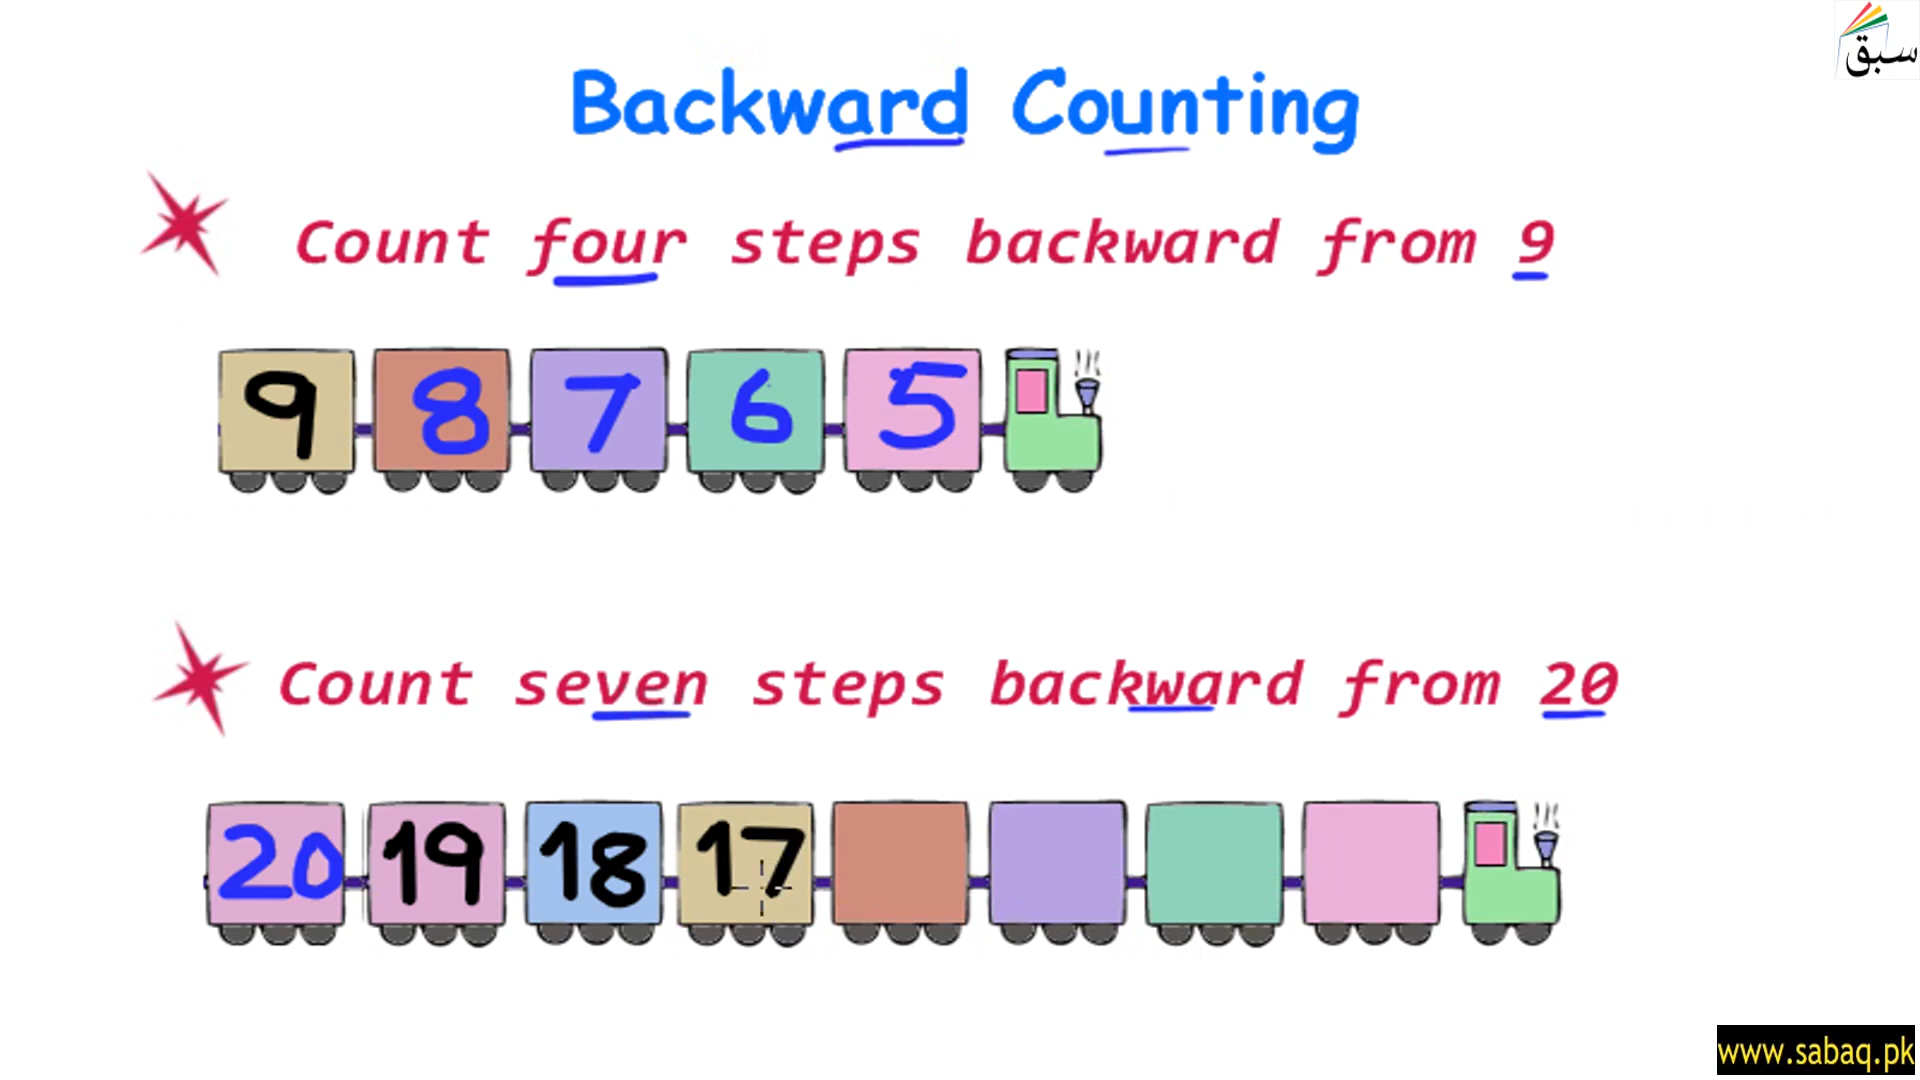 سبق
Backward Counting
Count four steps backward from 9
9 8 7 6 5
Count seven steps backward from 20
20 19 18 17
www.sabaq.pk